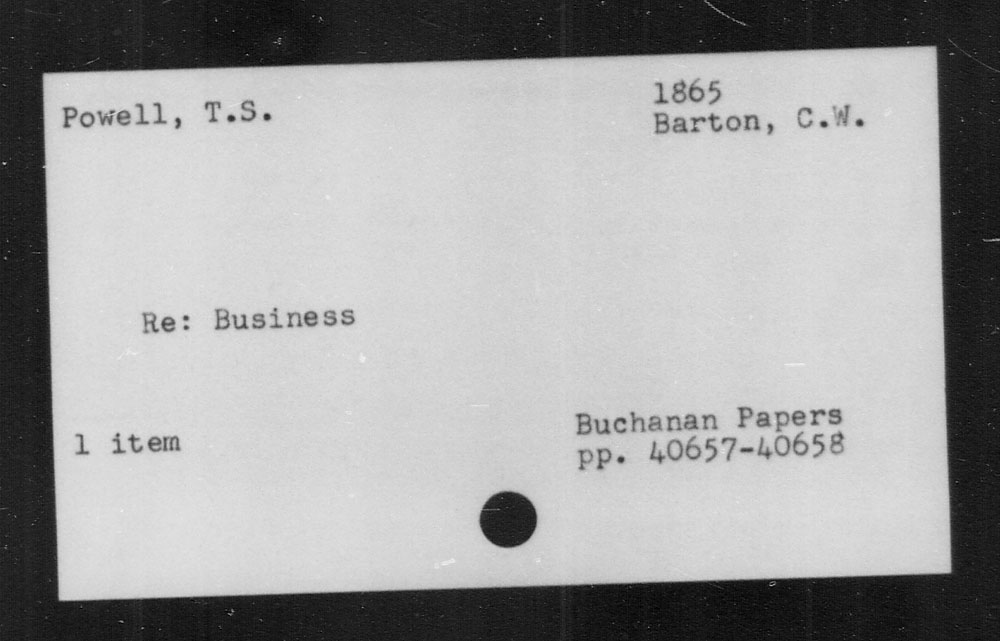 Powell, T.S.
1865
Barton, C.W.
Re: Business
1 item
Buchanan Papers
pp. 40657-40658